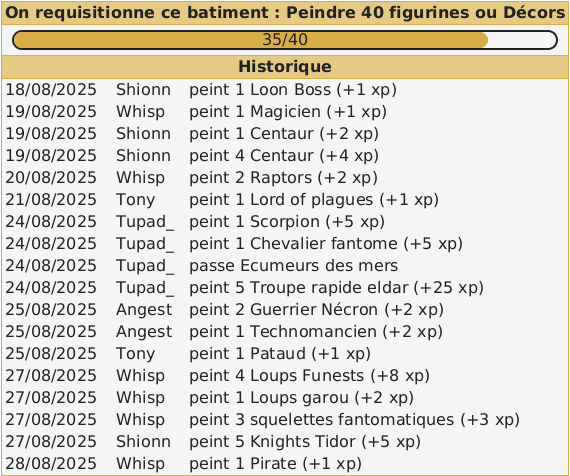 On requisitionne ce batiment : Peindre 40 figurines ou Décors
35/40
Historique
18/08/2025 Shionn peint 1 Loon Boss (+1 xp)
19/08/2025 Whisp peint 1 Magicien (+1 xp)
19/08/2025 Shionn peint 1 Centaur (+2 xp)
19/08/2025 Shionn peint 4 Centaur (+4 xp)
20/08/2025 Whisp peint 2 Raptors (+2 xp)
21/08/2025 Tony peint 1 Lord of plagues (+1 xp)
24/08/2025 Tupad_ peint 1 Scorpion (+5 xp)
24/08/2025 Tupad_ peint 1 Chevalier fantome (+5 xp)
24/08/2025 Tupad_ passe Ecumeurs des mers
24/08/2025 Tupad_ peint 5 Troupe rapide eldar (+25 xp)
25/08/2025 Angest peint 2 Guerrier Nécron (+2 xp)
25/08/2025 Angest peint 1 Technomancien (+2 xp)
25/08/2025 Tony peint 1 Pataud (+1 xp)
27/08/2025 Whisp peint 4 Loups Funests (+8 xp)
27/08/2025 Whisp peint 1 Loups garou (+2 xp)
27/08/2025 Whisp peint 3 squelettes fantomatiques (+3 xp)
27/08/2025 Shionn peint 5 Knights Tidor (+5 xp)
28/08/2025 Whisp peint 1 Pirate (+1 xp)